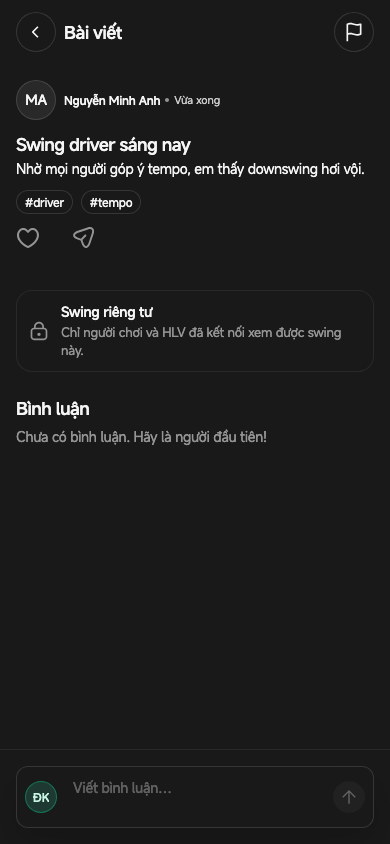 Bài viết
MA
Nguyễn Minh Anh • Vừa xong
Swing driver sáng nay
Nhờ mọi người góp ý tempo, em thấy downswing hơi vội.
#driver #tempo
Swing riêng tư
Chỉ người chơi và HLV đã kết nối xem được swing
này.
Bình luận
Chưa có bình luận. Hãy là người đầu tiên!
ĐK
Viết bình luận...